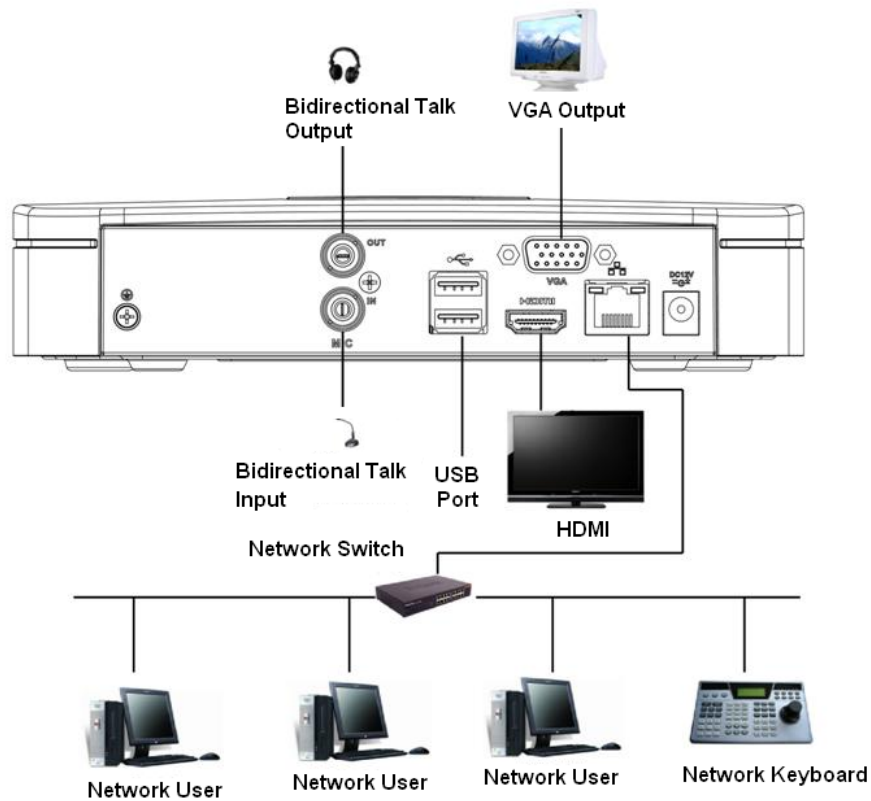 Bidirectional Talk
Output
VGA Output
OUT
VGA
DC12V
IN
HDMI
MIC
Bidirectional Talk
Input
USB
Port
HDMI
Network Switch
Network User
Network User
Network User
Network Keyboard